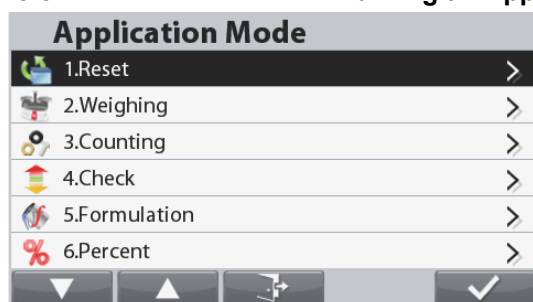 Application Mode
1.Reset
2.Weighing
3.Counting
4.Check
5.Formulation
6.Percent